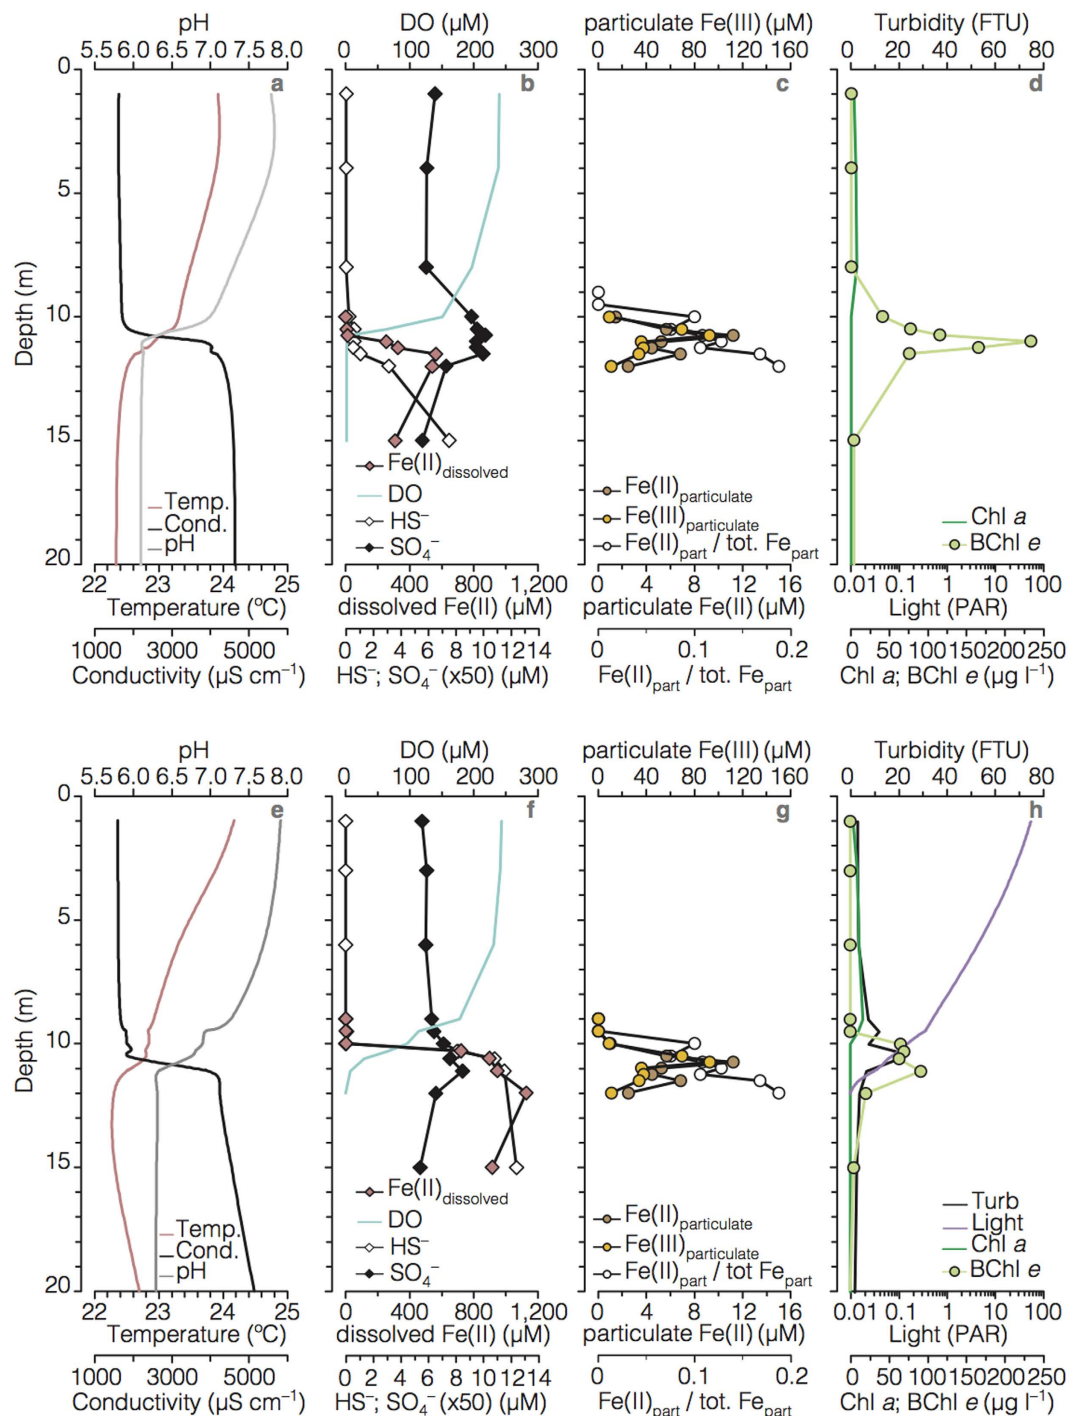 pH
DO (μM)
particulate Fe(III) (μM)
Turbidity (FTU)
5.5 6.0 6.5 7.0 7.5 8.0
0 100 200 300
0 40 80 120 160
0 20 40 60 80
0
a
b
c
d
5
Depth (m)
10
15
Fe(II)dissolved
DO
HS–
SO4–
Fe(II)particulate
Fe(III)particulate
Fe(II)part / tot. Fepart
Temp.
Cond.
pH
Chl a
BChl e
20
22 23 24 25
0 400 800 1,200
0 4 8 12 16
0.01 0.1 1 10 100
Temperature (ºC)
dissolved Fe(II) (μM)
particulate Fe(II) (μM)
Light (PAR)
1000 3000 5000
0 2 4 6 8 10 12 14
0 0.1 0.2
0 50 100 150 250
Conductivity (μS cm–1)
HS–; SO4– (x50) (μM)
Fe(II)part / tot. Fepart
Chl a; BChl e (μg l–1)
pH
DO (μM)
particulate Fe(III) (μM)
Turbidity (FTU)
5.5 6.0 6.5 7.0 7.5 8.0
0 100 200 300
0 40 80 120 160
0 20 40 60 80
0
e
f
g
h
5
Depth (m)
10
15
Fe(II)dissolved
DO
HS–
SO4–
Fe(II)particulate
Fe(III)particulate
Fe(II)part / tot Fepart
Temp.
Cond.
pH
Turb
Light
Chl a
BChl e
20
22 23 24 25
0 400 800 1,200
0 4 8 12 16
0.01 0.1 1 10 100
Temperature (ºC)
dissolved Fe(II) (μM)
particulate Fe(II) (μM)
Light (PAR)
1000 3000 5000
0 2 4 6 8 10 12 14
0 0.1 0.2
0 50 100 150 250
Conductivity (μS cm–1)
HS–; SO4– (x50) (μM)
Fe(II)part / tot. Fepart
Chl a; BChl e (μg l–1)